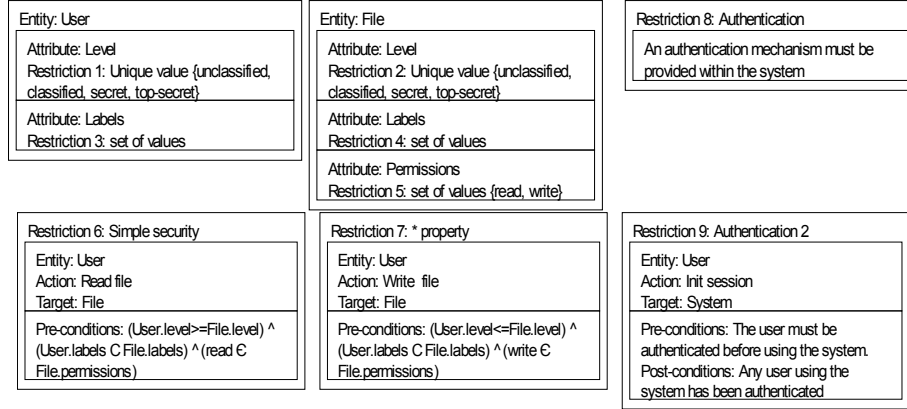 Entity: User
Attribute: Level
Restriction 1: Unique value {unclassified,
classified, secret, top-secret}
Attribute: Labels
Restriction 3: set of values
Entity: File
Attribute: Level
Restriction 2: Unique value {unclassified,
classified, secret, top-secret}
Attribute: Labels
Restriction 4: set of values
Attribute: Permissions
Restriction 5: set of values {read, write}
Restriction 8: Authentication
An authentication mechanism must be
provided within the system
Restriction 6: Simple security
Entity: User
Action: Read file
Target: File
Pre-conditions: (User.level>=File.level) ^
(User.labels C File.labels) ^ (read Є
File.permissions)
Restriction 7: * property
Entity: User
Action: Write file
Target: File
Pre-conditions: (User.level<=File.level) ^
(User.labels C File.labels) ^ (write Є
File.permissions)
Restriction 9: Authentication 2
Entity: User
Action: Init session
Target: System
Pre-conditions: The user must be
authenticated before using the system.
Post-conditions: Any user using the
system has been authenticated